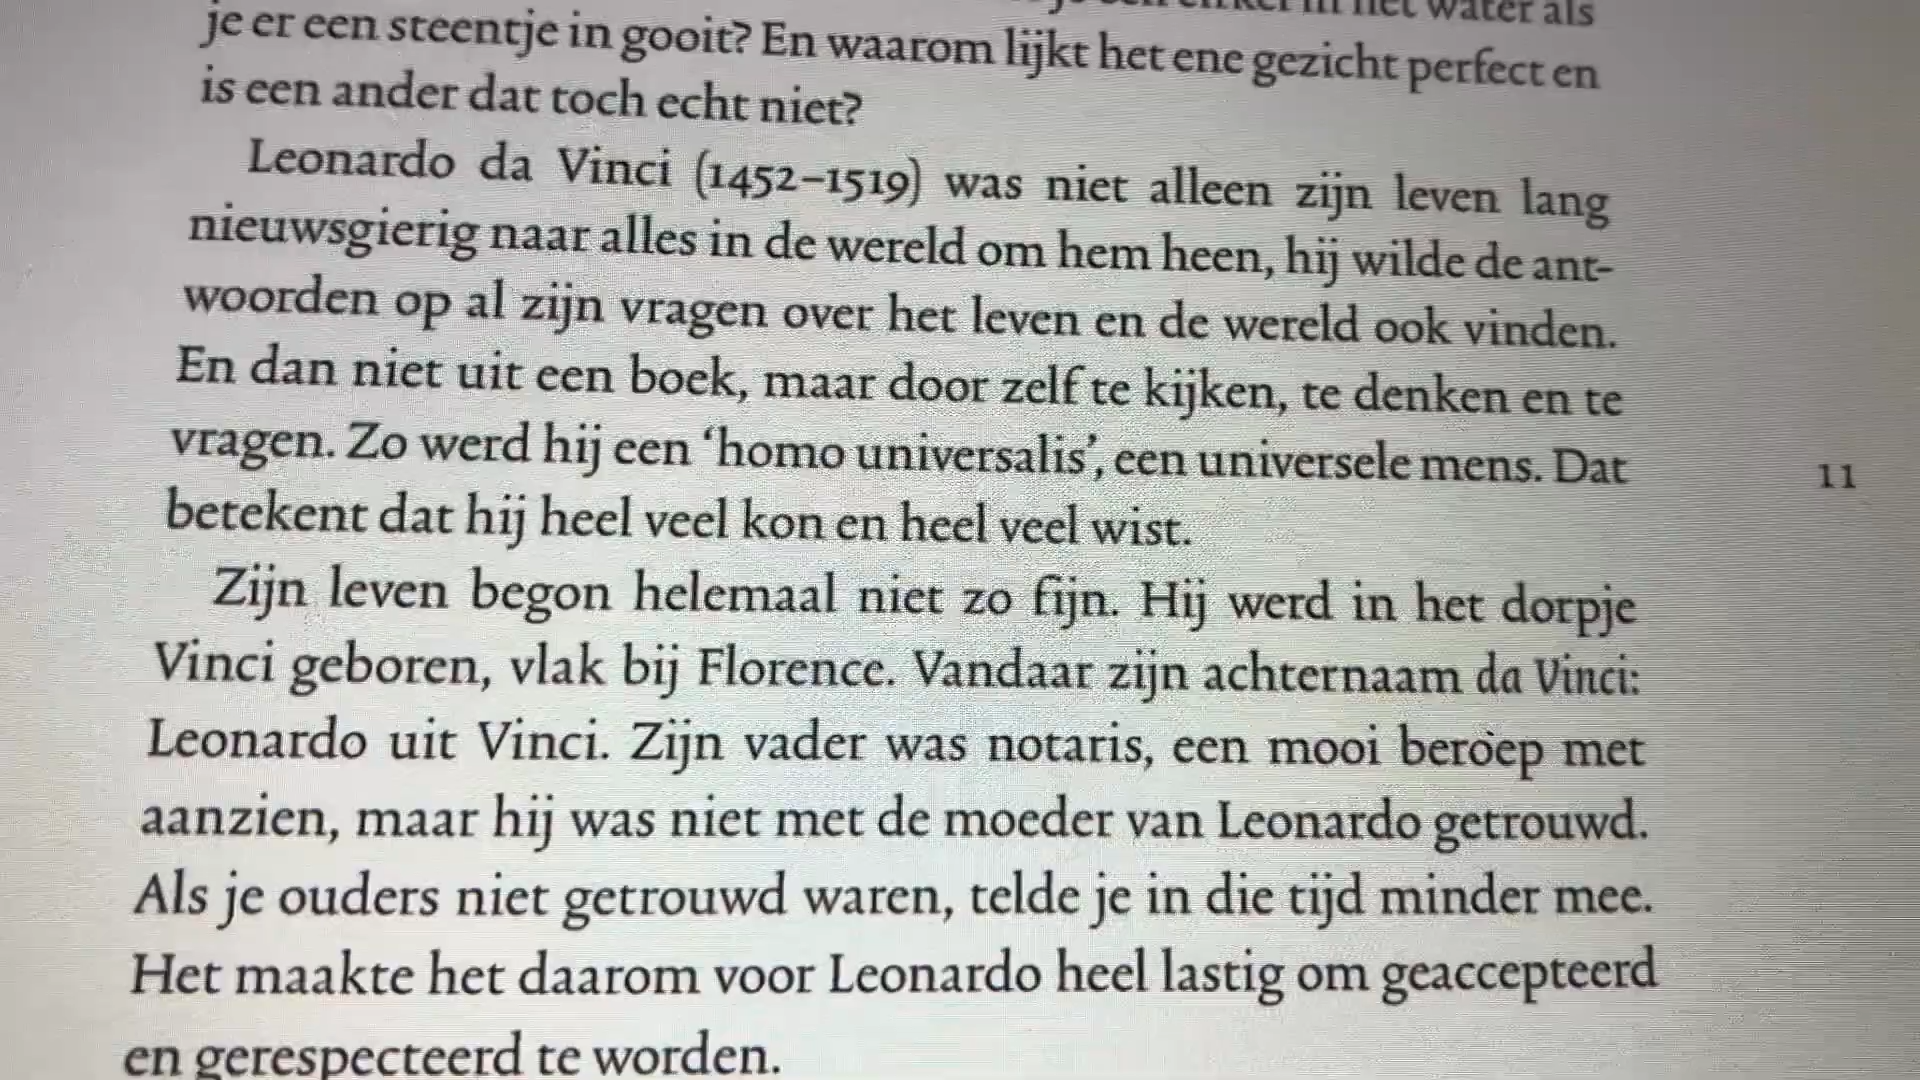 in het water als
je er een steentje in gooit? En waarom lijkt het ene gezicht perfect en
is een ander dat toch echt niet?
Leonardo da Vinci (1452–1519) was niet alleen zijn leven lang
nieuwsgierig naar alles in de wereld om hem heen, hij wilde de ant-
woorden op al zijn vragen over het leven en de wereld ook vinden.
En dan niet uit een boek, maar door zelf te kijken, te denken en te
vragen. Zo werd hij een ‘homo universalis’, een universele mens. Dat
11
betekent dat hij heel veel kon en heel veel wist.
Zijn leven begon helemaal niet zo fijn. Hij werd in het dorpje
Vinci geboren, vlak bij Florence. Vandaar zijn achternaam da Vinci:
Leonardo uit Vinci. Zijn vader was notaris, een mooi beroep met
aanzien, maar hij was niet met de moeder van Leonardo getrouwd.
Als je ouders niet getrouwd waren, telde je in die tijd minder mee.
Het maakte het daarom voor Leonardo heel lastig om geaccepteerd
en gerespecteerd te worden.